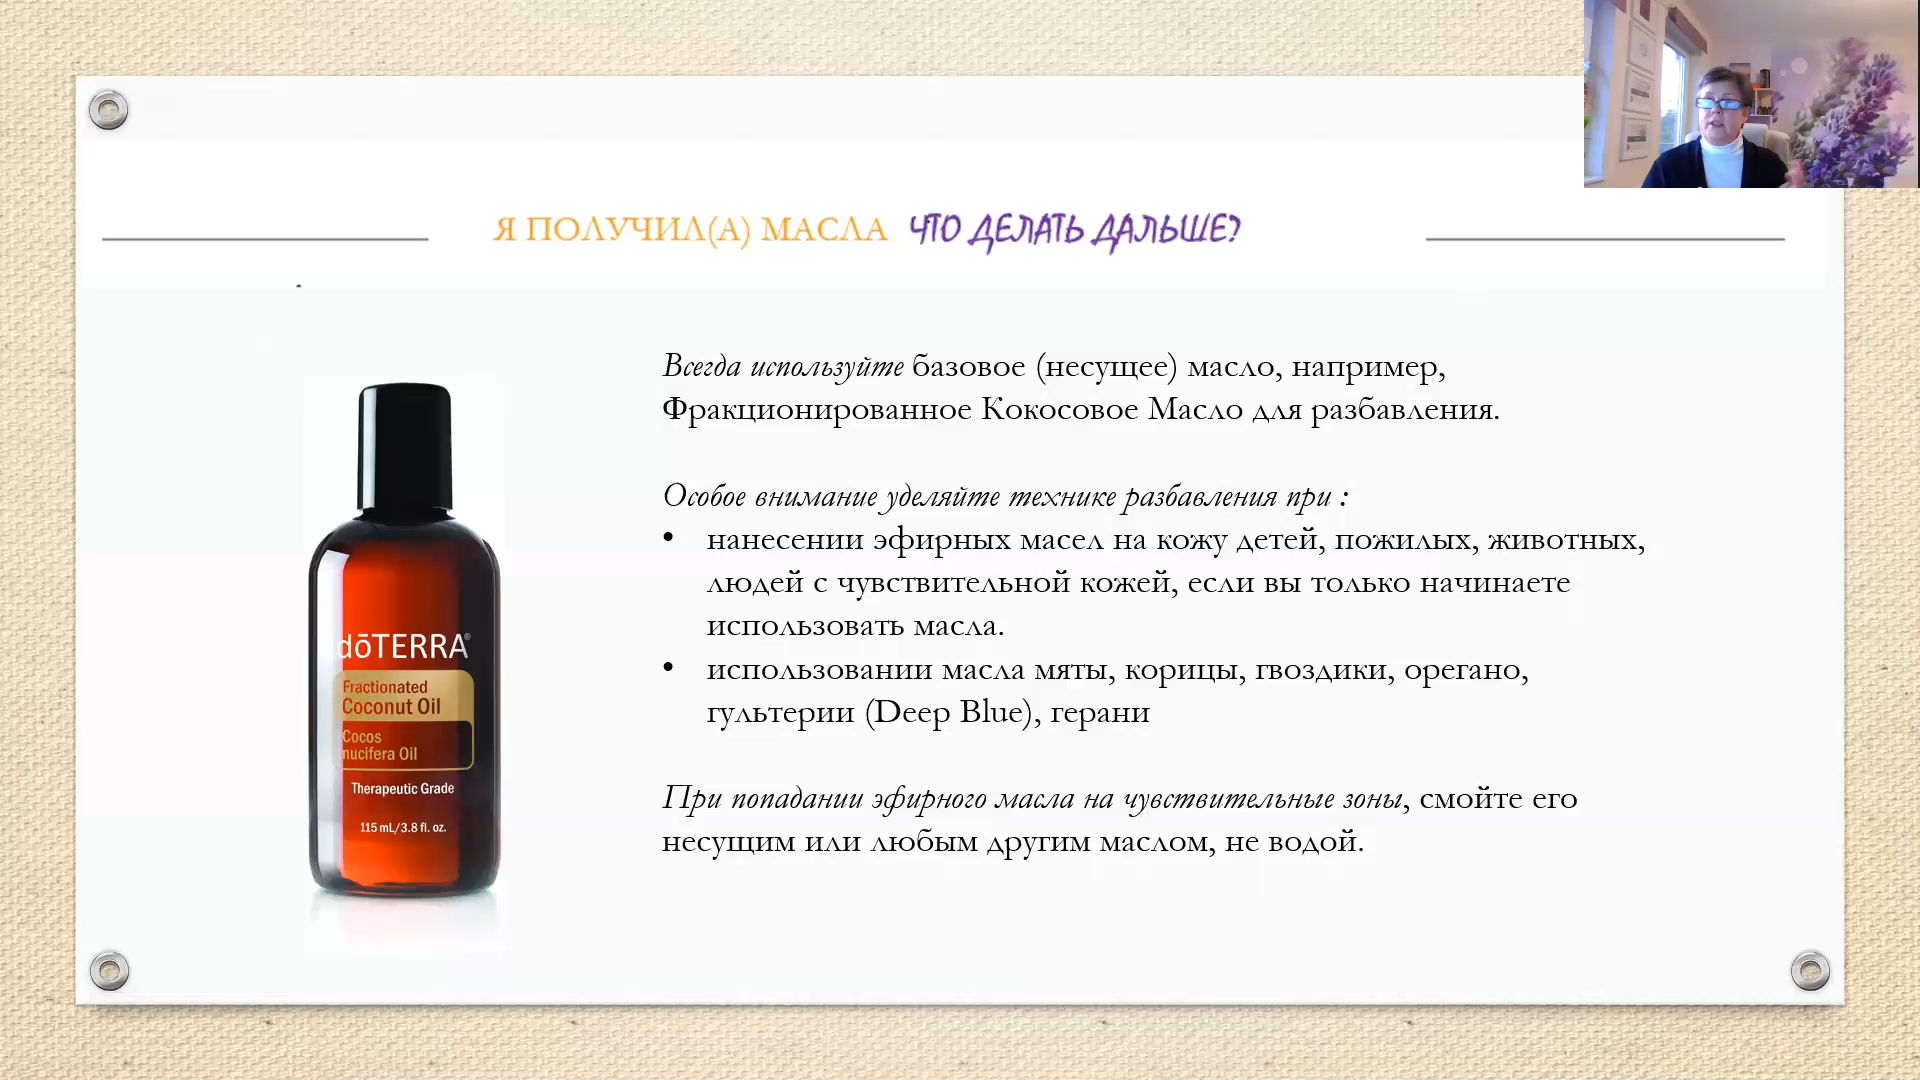 Я ПОЛУЧИЛ(А) МАСЛА ЧТО ДЕЛАТЬ ДАЛЬШЕ?
Всегда используйте базовое (несущее) масло, например,
Фракционированное Кокосовое Масло для разбавления.
Особое внимание уделяйте технике разбавления при :
• нанесении эфирных масел на кожу детей, пожилых, животных,
людей с чувствительной кожей, если вы только начинаете
использовать масла.
• использовании масла мяты, корицы, гвоздики, орегано,
гультерии (Deep Blue), герани
При попадании эфирного масла на чувствительные зоны, смойте его
несущим или любым другим маслом, не водой.
dōTERRA®
Fractionated
Coconut Oil
Cocos
nucifera Oil
Therapeutic Grade
115 mL/3.8 fl. oz.